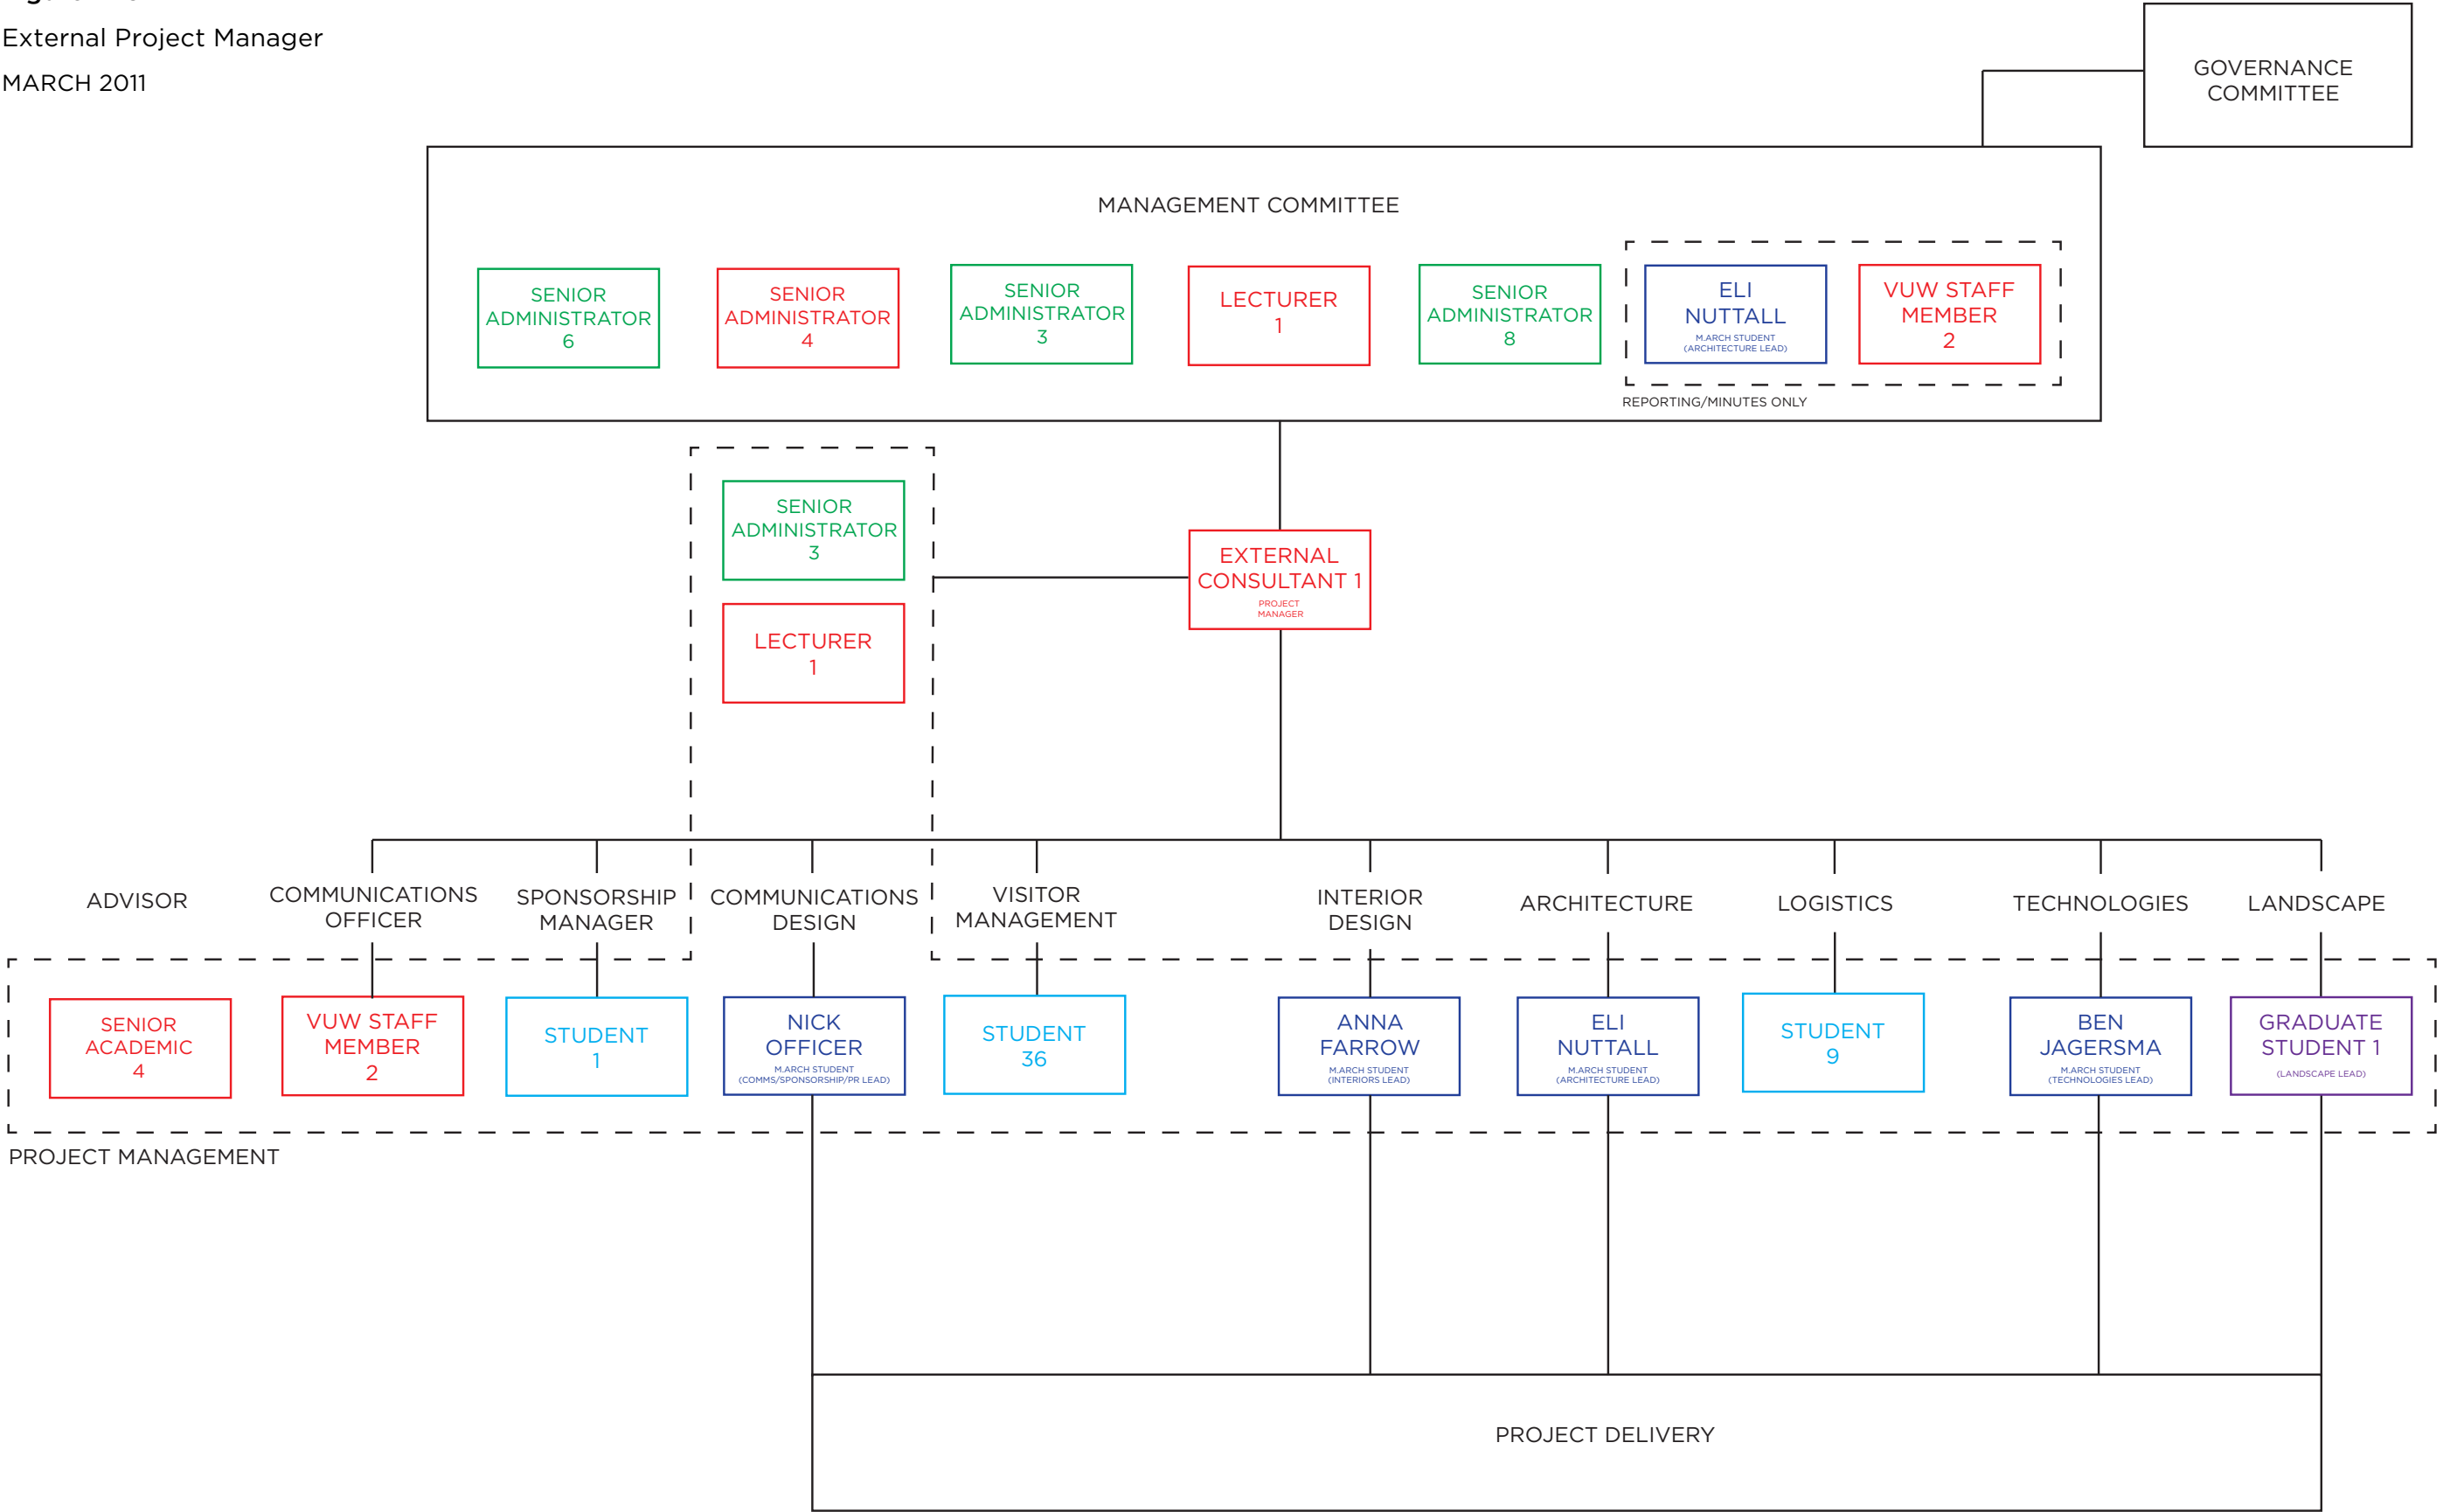 External Project Manager
MARCH 2011
GOVERNANCE
COMMITTEE
MANAGEMENT COMMITTEE
SENIOR
ADMINISTRATOR
6
SENIOR
ADMINISTRATOR
4
SENIOR
ADMINISTRATOR
3
LECTURER
1
SENIOR
ADMINISTRATOR
8
ELI
NUTTALL
M.ARCH STUDENT
(ARCHITECTURE LEAD)
VUW STAFF
MEMBER
2
REPORTING/MINUTES ONLY
SENIOR
ADMINISTRATOR
3
LECTURER
1
EXTERNAL
CONSULTANT 1
PROJECT
MANAGER
ADVISOR
COMMUNICATIONS
OFFICER
SPONSORSHIP
MANAGER
COMMUNICATIONS
DESIGN
VISITOR
MANAGEMENT
INTERIOR
DESIGN
ARCHITECTURE
LOGISTICS
TECHNOLOGIES
LANDSCAPE
SENIOR
ACADEMIC
4
VUW STAFF
MEMBER
2
STUDENT
1
NICK
OFFICER
M.ARCH STUDENT
(COMMS/SPONSORSHIP/PR LEAD)
STUDENT
36
ANNA
FARROW
M.ARCH STUDENT
(INTERIORS LEAD)
ELI
NUTTALL
M.ARCH STUDENT
(ARCHITECTURE LEAD)
STUDENT
9
BEN
JAGERSMA
M.ARCH STUDENT
(TECHNOLOGIES LEAD)
GRADUATE
STUDENT 1
(LANDSCAPE LEAD)
PROJECT MANAGEMENT
PROJECT DELIVERY